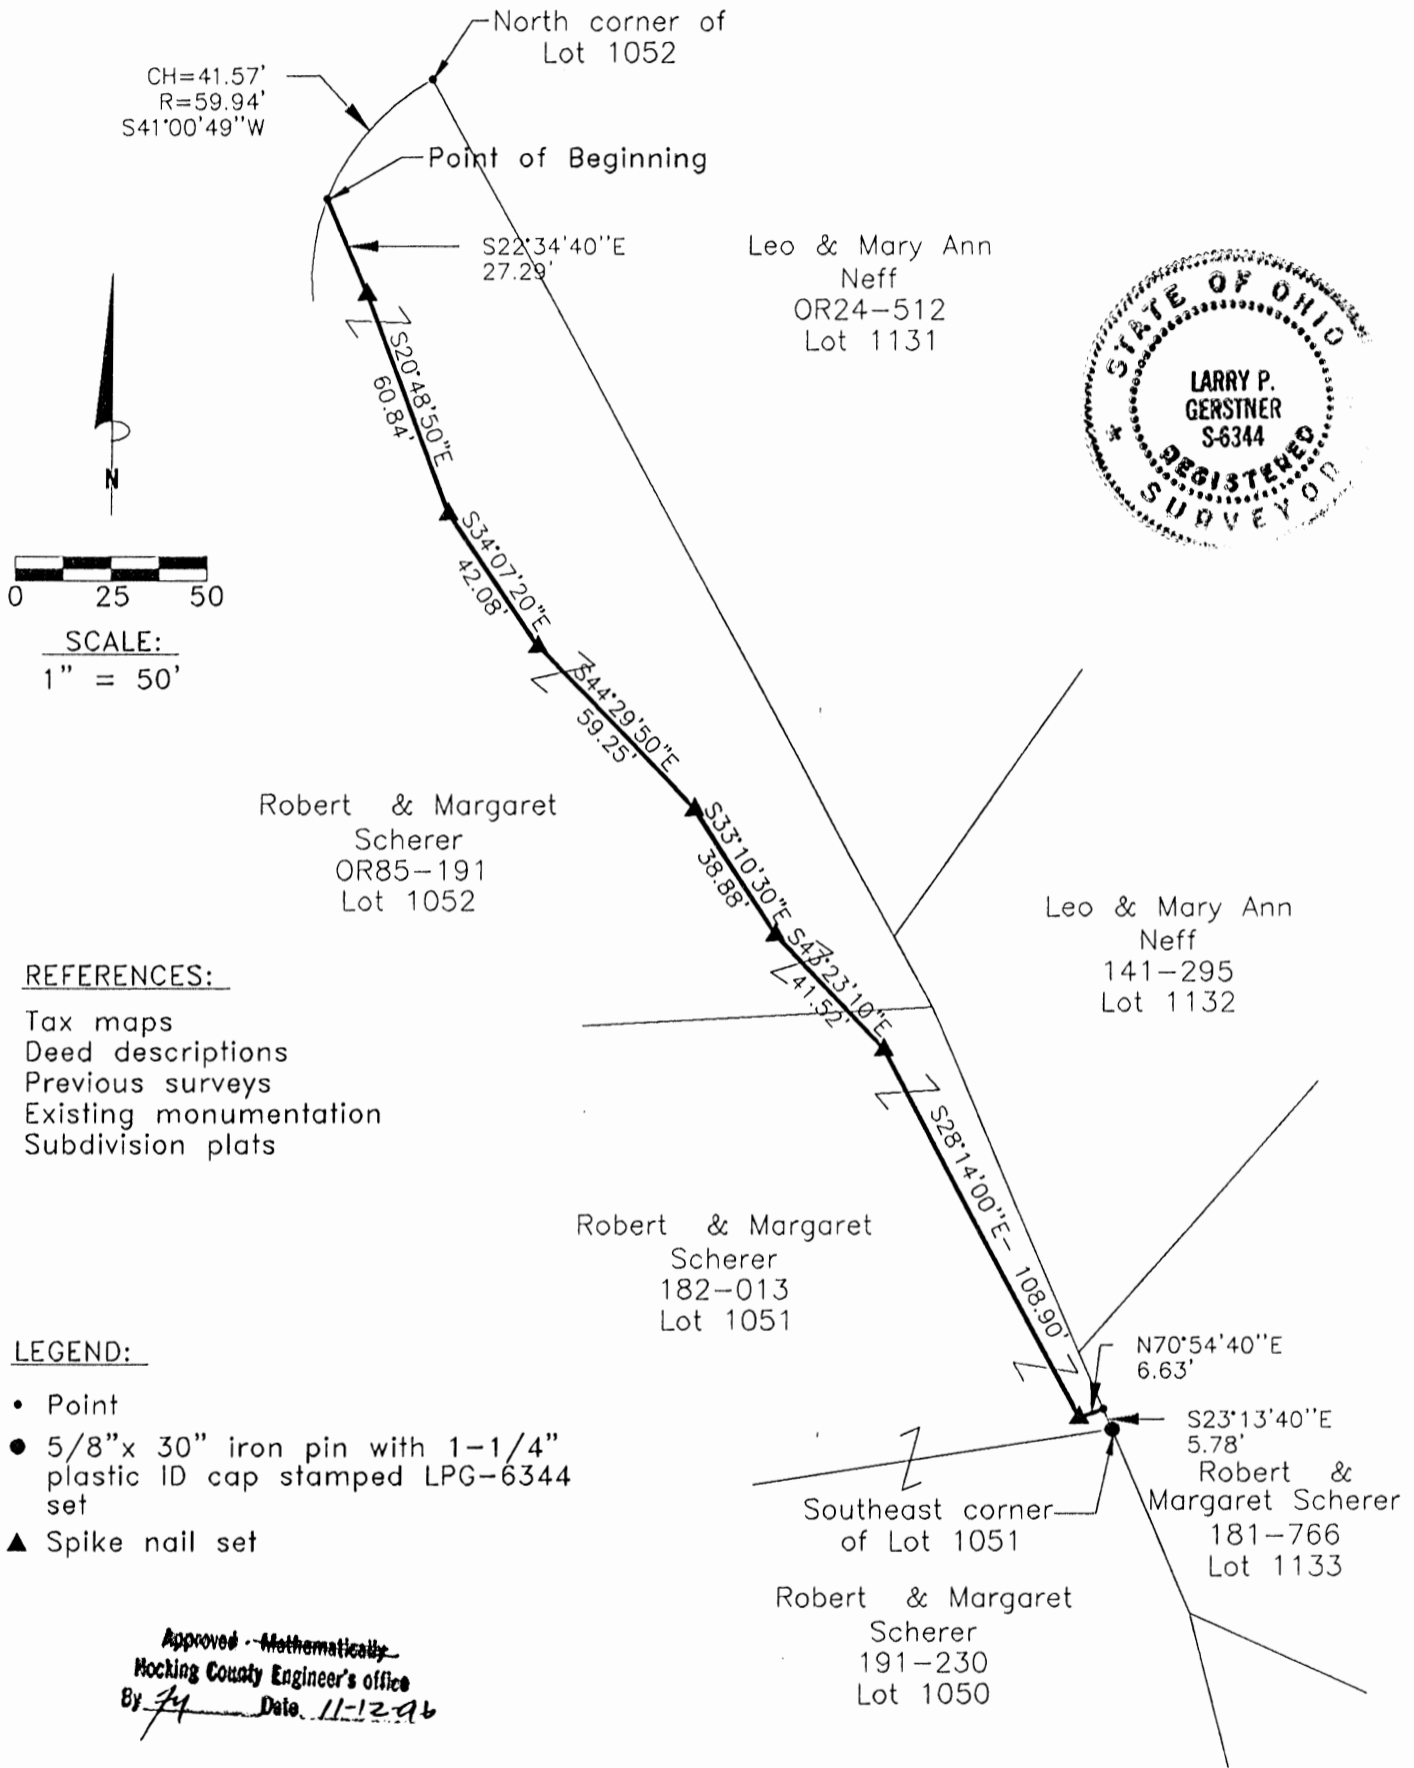 North corner of
Lot 1052
CH=41.57'
R=59.94'
S41°00'49"W
Point of Beginning
S22°34'40"E
27.29'
Leo & Mary Ann
Neff
OR24-512
Lot 1131
STATE OF OHIO
LARRY P.
GERSTNER
S-6344
REGISTERED
SURVEYOR
S20°48'50"E
60.84'
N
S34°07'20"E
42.08'
0 25 50
SCALE:
1" = 50'
S44°29'50"E
59.25'
Robert & Margaret
Scherer
OR85-191
Lot 1052
S33°10'30"E
38.88'
Leo & Mary Ann
Neff
141-295
Lot 1132
S43°23'10"E
41.52'
REFERENCES:
Tax maps
Deed descriptions
Previous surveys
Existing monumentation
Subdivision plats
S28°14'00"E- 108.90'
Robert & Margaret
Scherer
182-013
Lot 1051
N70°54'40"E
6.63'
S23°13'40"E
5.78'
LEGEND:
Point
5/8"x 30" iron pin with 1-1/4"
plastic ID cap stamped LPG-6344
set
Spike nail set
Southeast corner
of Lot 1051
Robert &
Margaret Scherer
181-766
Lot 1133
Robert & Margaret
Scherer
191-230
Lot 1050
Approved - Mathematically
Hocking County Engineer's office
By Date 11-12-96